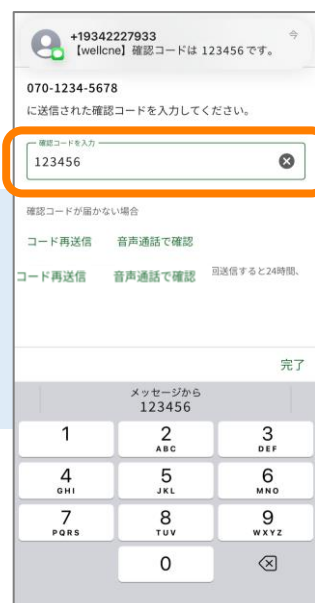 +19342227933 今
【wellcne】確認コードは 123456 です。
070-1234-5678
に送信された確認コードを入力してください。
確認コードを入力
123456
確認コードが届かない場合
コード再送信 音声通話で確認
コード再送信 音声通話で確認 回送信すると24時間、
完了
メッセージから
123456
1 2 3
ABC DEF
4 5 6
GHI JKL MNO
7 8 9
PQRS TUV WXYZ
0